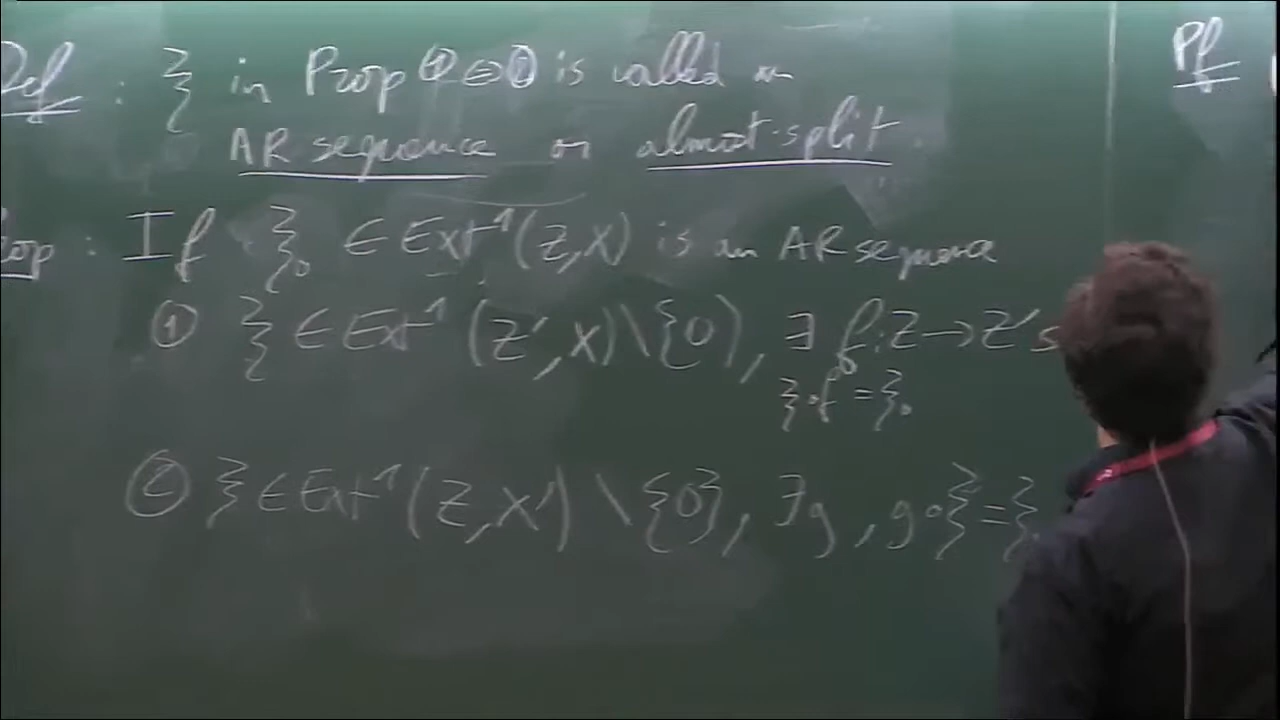 Def : ξ in Prop ① ⇔ ② is called an
AR sequence or almost-split.
Prop : If ξ₀ ∈ Ext¹(Z,X) is an AR sequence
① ξ ∈ Ext¹(Z',X)\{0}, ∃ f:Z→Z' s
ξ∘f = ξ₀
② ξ ∈ Ext¹(Z,X')\{0}, ∃g, g∘ξ=ξ
Pf